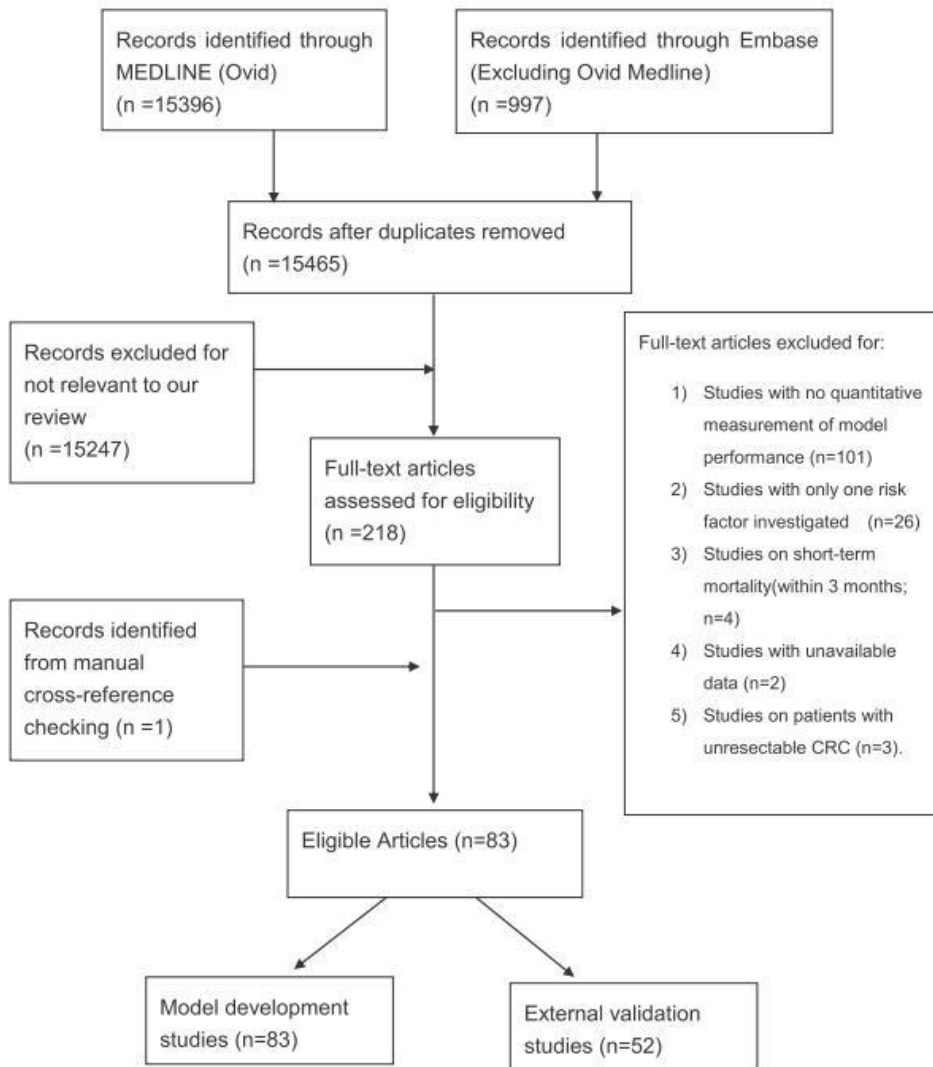 Records identified through
MEDLINE (Ovid)
(n =15396)
Records identified through Embase
(Excluding Ovid Medline)
(n =997)
Records after duplicates removed
(n =15465)
Records excluded for
not relevant to our
review
(n =15247)
Full-text articles
assessed for eligibility
(n =218)
Full-text articles excluded for:
1) Studies with no quantitative
measurement of model
performance (n=101)
2) Studies with only one risk
factor investigated (n=26)
3) Studies on short-term
mortality(within 3 months;
n=4)
4) Studies with unavailable
data (n=2)
5) Studies on patients with
unresectable CRC (n=3).
Records identified
from manual
cross-reference
checking (n =1)
Eligible Articles (n=83)
Model development
studies (n=83)
External validation
studies (n=52)